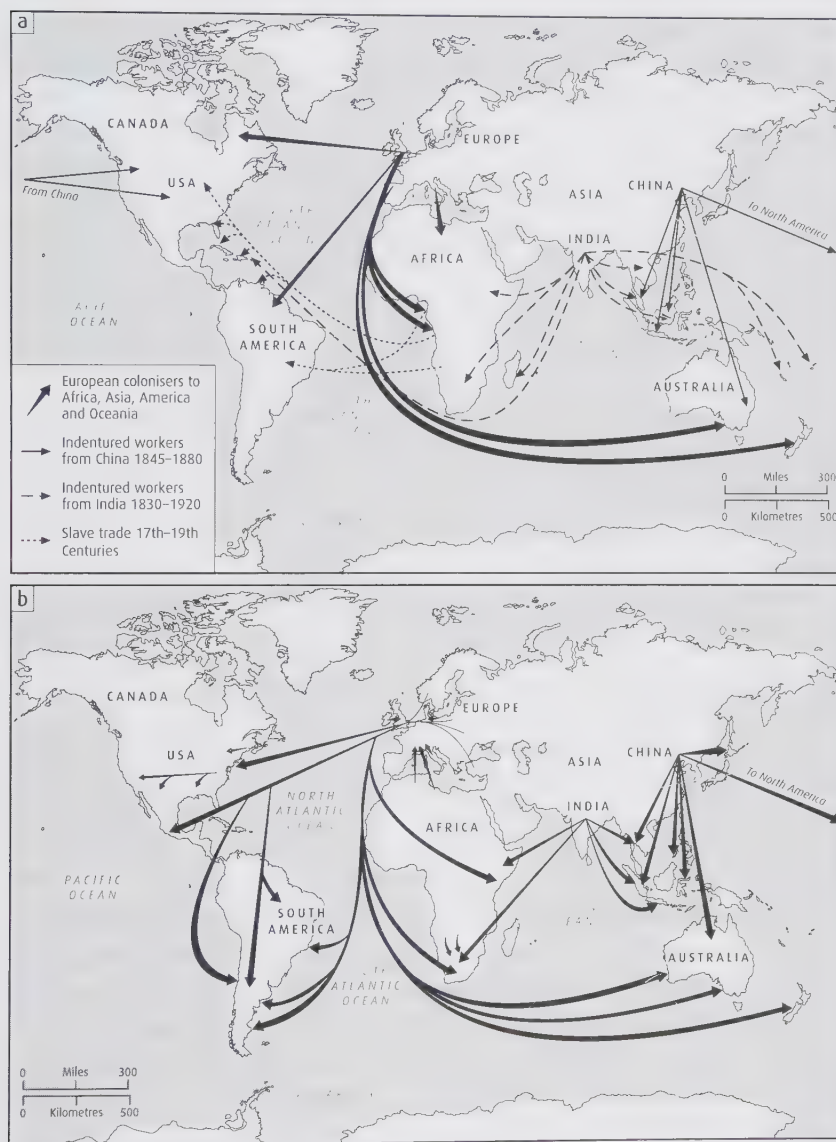 a
CANADA
EUROPE
USA
ASIA
CHINA
From China
To North America
INDIA
AFRICA
OCEAN
SOUTH
AMERICA
AUSTRALIA
European colonisers to
Africa, Asia, America
and Oceania
Indentured workers
from China 1845–1880
Indentured workers
from India 1830–1920
Slave trade 17th–19th
Centuries
0 Miles 300
0 Kilometres 500
b
CANADA
EUROPE
USA
ASIA
CHINA
To North America
NORTH
ATLANTIC
INDIA
AFRICA
PACIFIC
OCEAN
SOUTH
AMERICA
AUSTRALIA
ATLANTIC
OCEAN
0 Miles 300
0 Kilometres 500